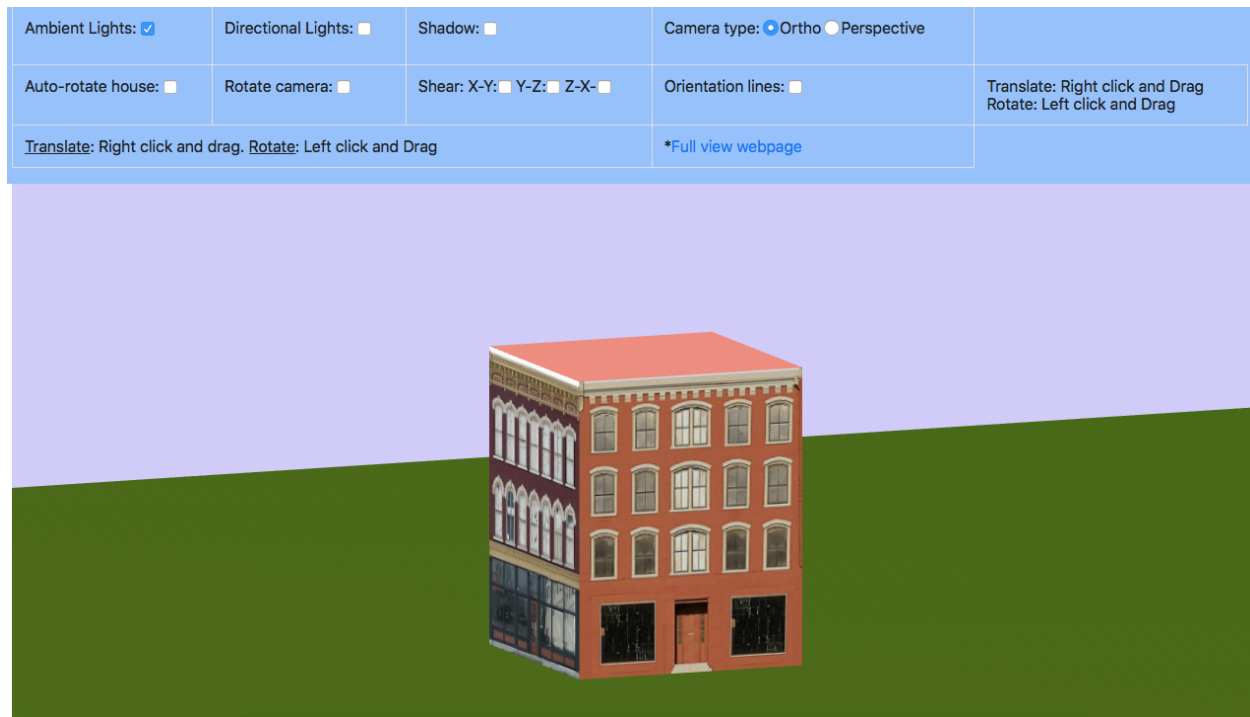 Ambient Lights: Directional Lights: Shadow: Camera type: Ortho Perspective
Auto-rotate house: Rotate camera: Shear: X-Y: Y-Z: Z-X- Orientation lines: Translate: Right click and Drag
Rotate: Left click and Drag
Translate: Right click and drag. Rotate: Left click and Drag *Full view webpage